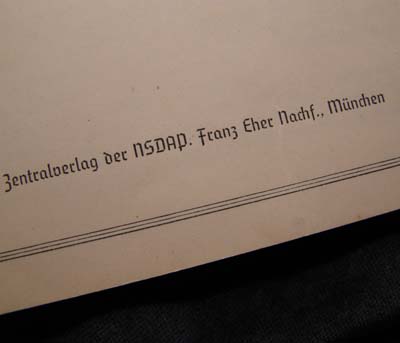 Zentralverlag der NSDAP. Franz Eher Nachf., München